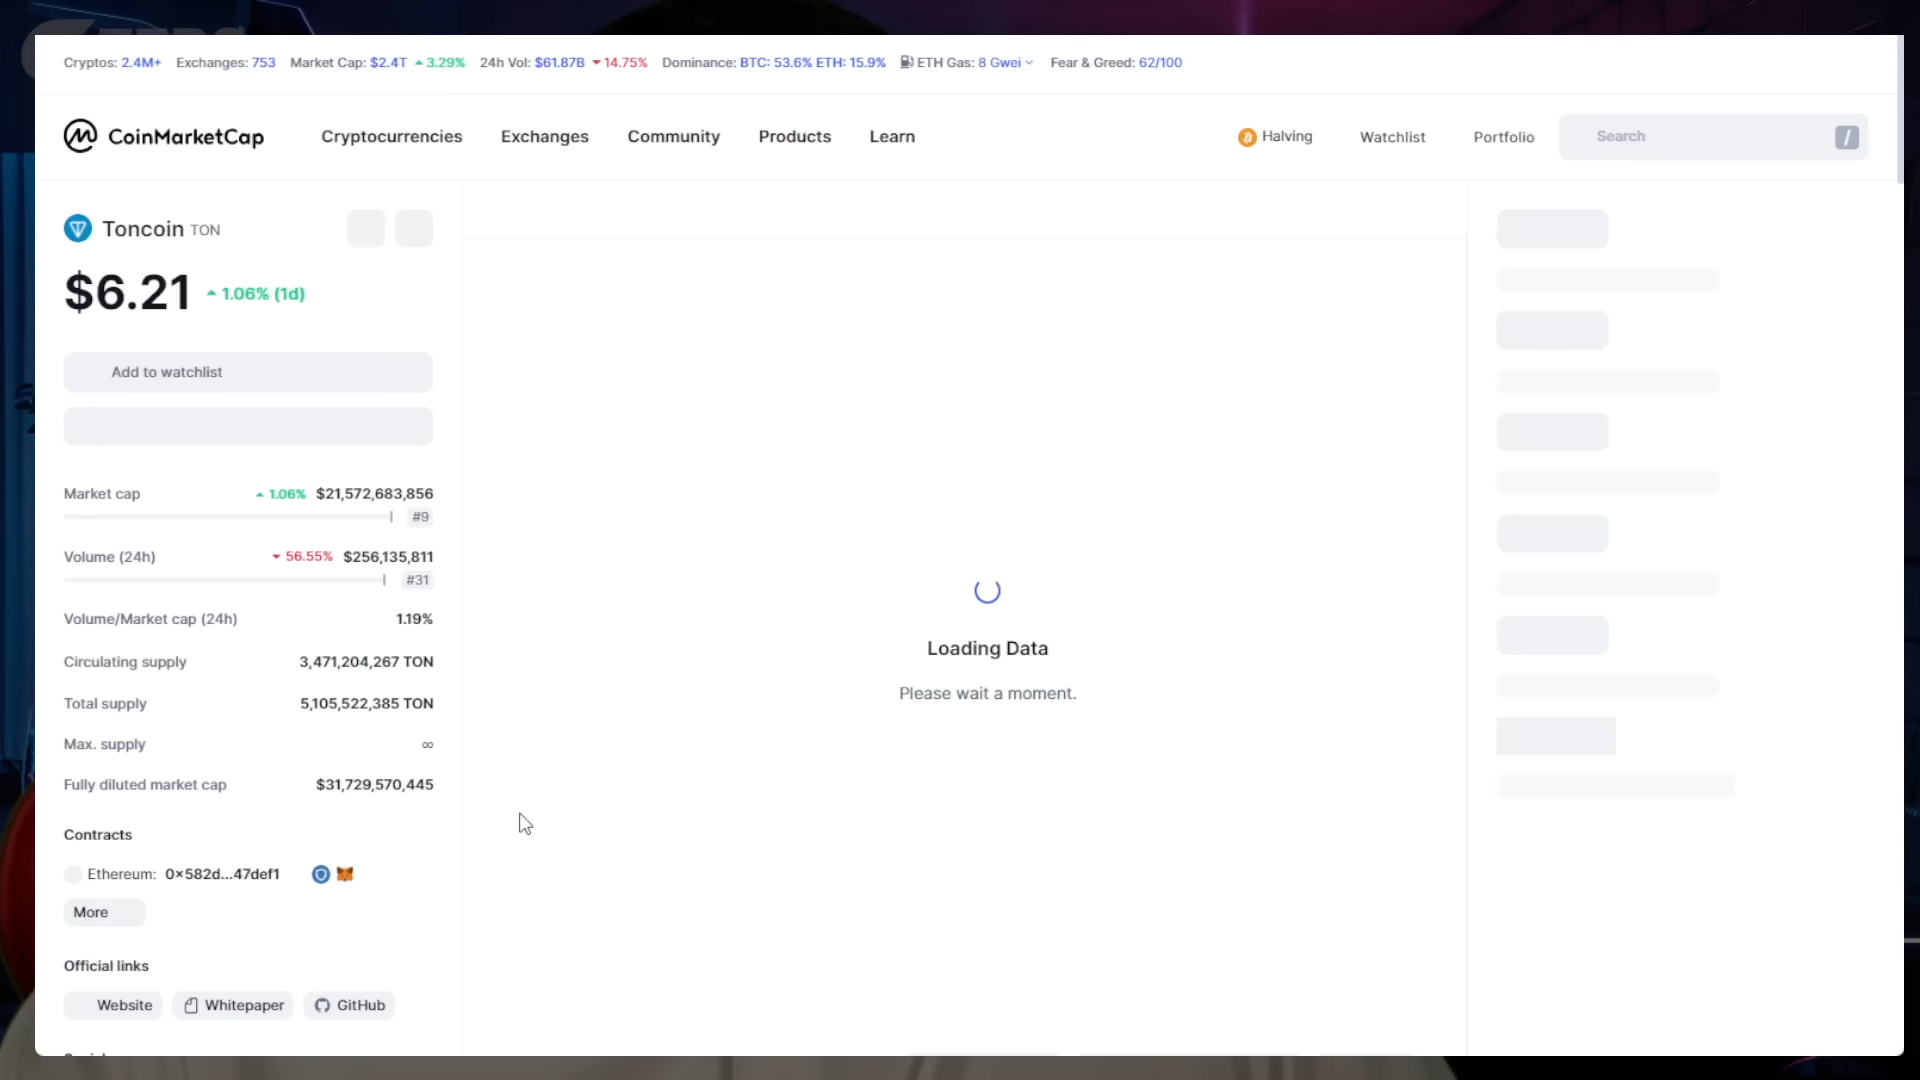 Cryptos: 2.4M+ Exchanges: 753 Market Cap: $2.4T 3.29% 24h Vol: $61.87B 14.75% Dominance: BTC: 53.6% ETH: 15.9% ETH Gas: 8 Gwei Fear & Greed: 62/100
CoinMarketCap Cryptocurrencies Exchanges Community Products Learn Halving Watchlist Portfolio Search /
Toncoin TON
$6.21 1.06% (1d)
Add to watchlist
Market cap 1.06% $21,572,683,856
#9
Volume (24h) 56.55% $256,135,811
#31
Volume/Market cap (24h) 1.19%
Circulating supply 3,471,204,267 TON
Total supply 5,105,522,385 TON
Max. supply ∞
Fully diluted market cap $31,729,570,445
Contracts
Ethereum: 0x582d...47def1
More
Official links
Website Whitepaper GitHub
Loading Data
Please wait a moment.